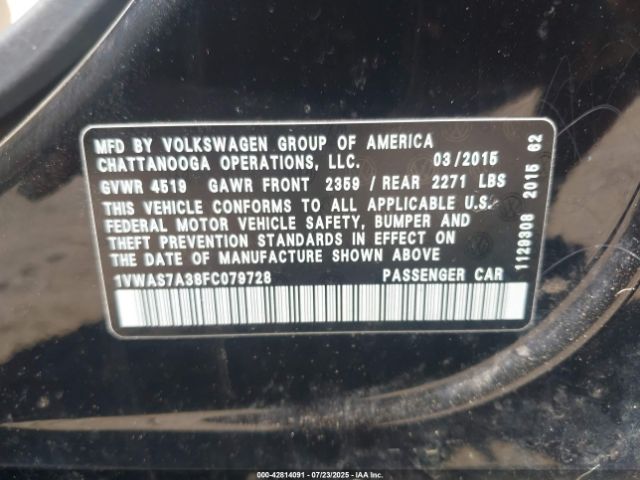 MFD BY VOLKSWAGEN GROUP OF AMERICA
CHATTANOOGA OPERATIONS, LLC. 03/2015
GVWR 4519 GAWR FRONT 2359 / REAR 2271 LBS
THIS VEHICLE CONFORMS TO ALL APPLICABLE U.S.
FEDERAL MOTOR VEHICLE SAFETY, BUMPER AND
THEFT PREVENTION STANDARDS IN EFFECT ON
THE DATE OF MANUFACTURE SHOWN ABOVE
1VWAS7A38FC079728 PASSENGER CAR
1129308 2015 62
000-42814091 - 07/23/2025 - IAA Inc.